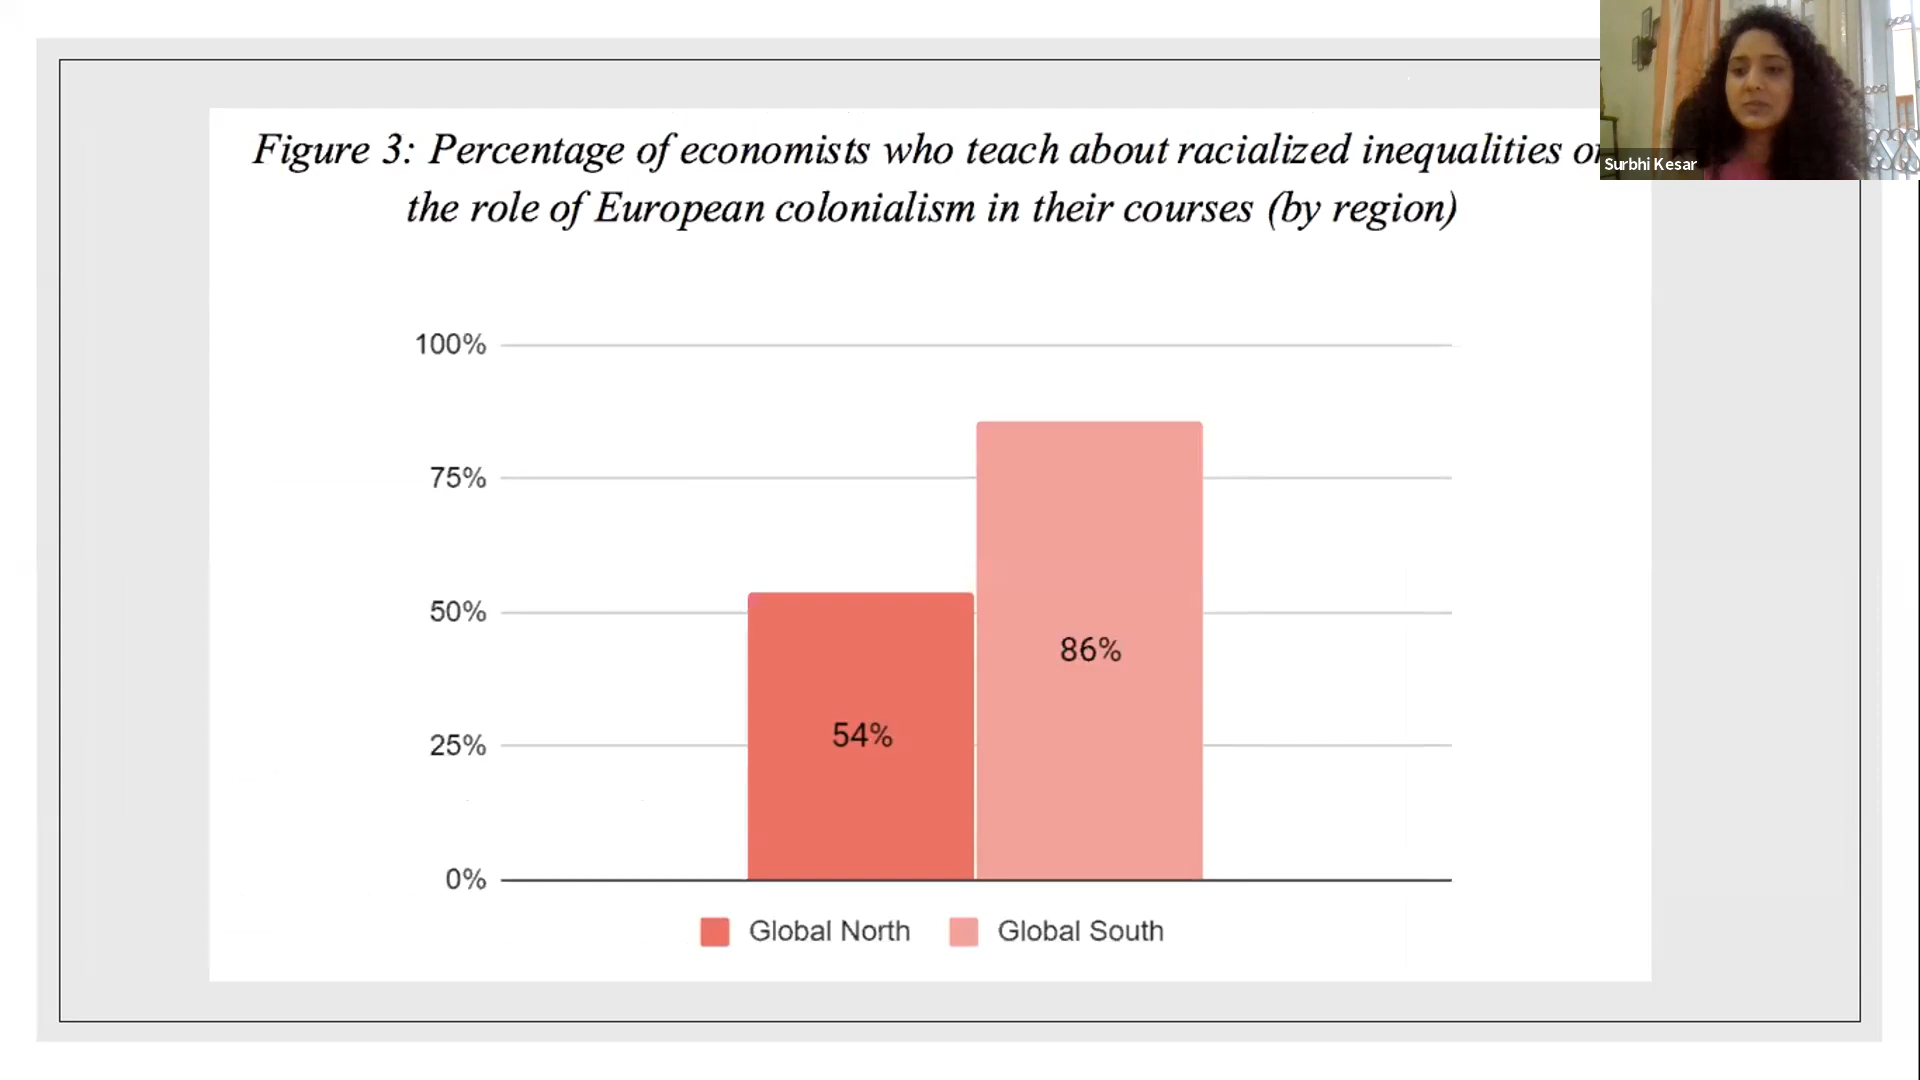 Figure 3: Percentage of economists who teach about racialized inequalities
the role of European colonialism in their courses (by region)
Surbhi Kesar
100%
75%
50%
25%
0%
54%
86%
Global North
Global South